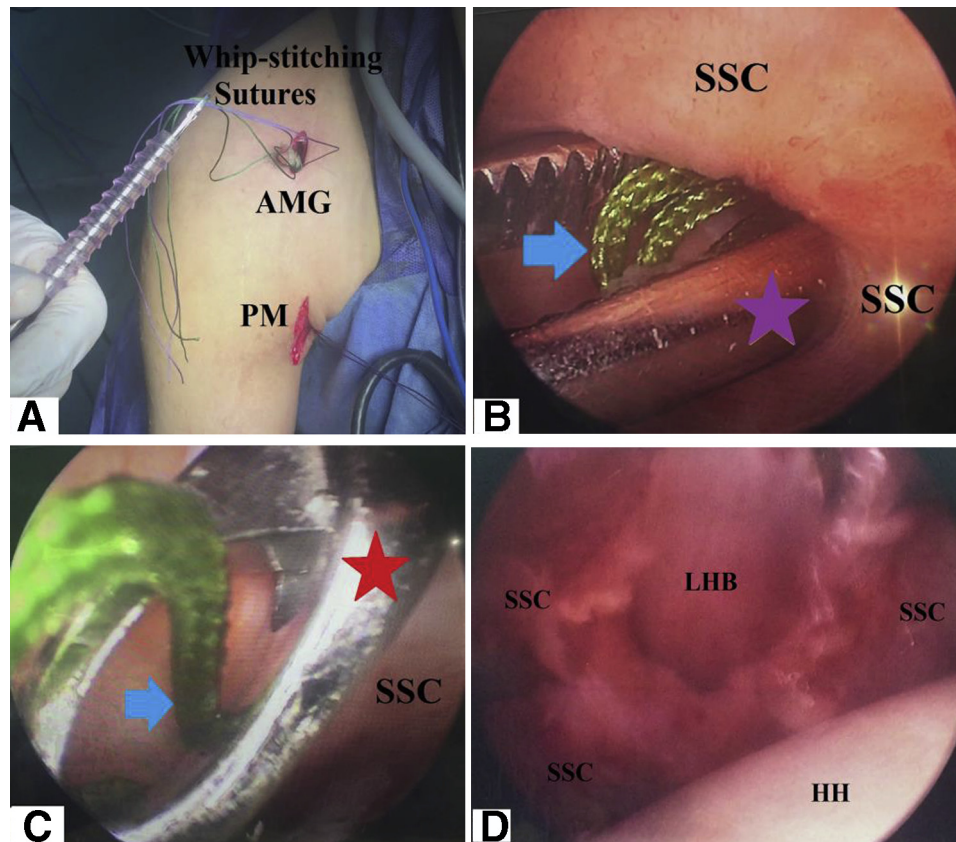 Whip-stitching
Sutures
AMG
PM
A
SSC
SSC
B
SSC
C
LHB
SSC
SSC
SSC
HH
D